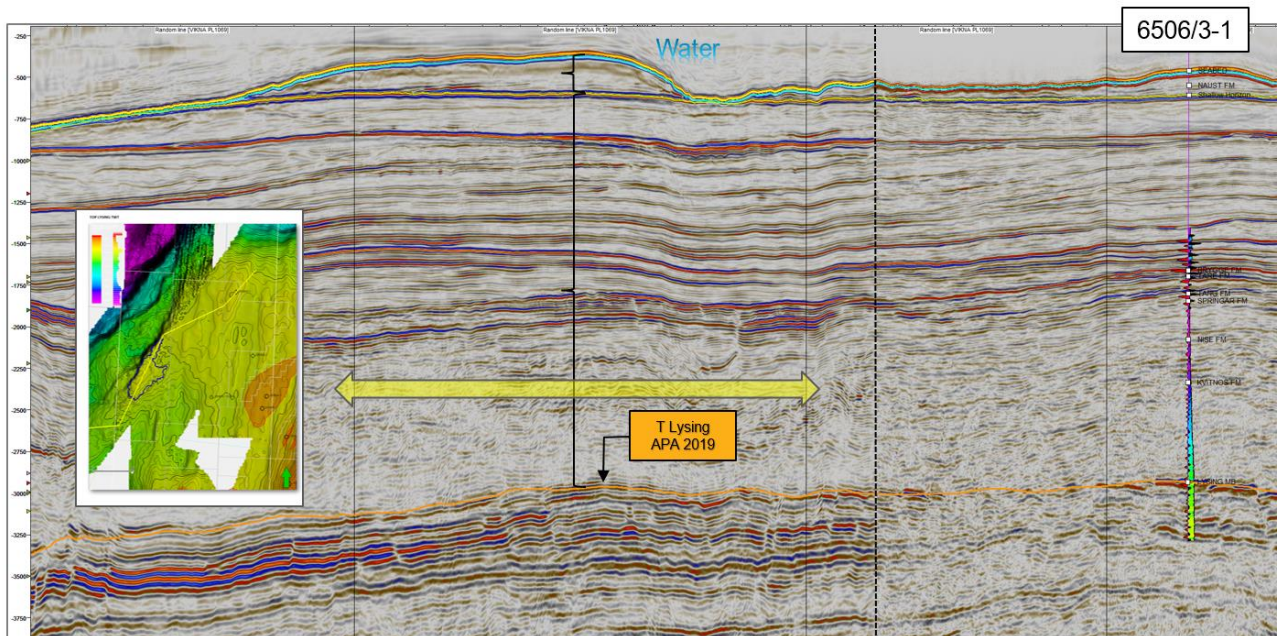 Random line [VIKNA PL1069]
Random line [VIKNA PL1069]
Random line [VIKNA PL1069]
6506/3-1
Water
-250
-500
-750
-1000
-1250
-1500
-1750
-2000
-2250
-2500
-2750
-3000
-3250
-3500
-3750
SEABED
NAUST FM
Shallow Horizon
TARE FM
TANG FM
SPRINGAR FM
NISE FM
KVITNOS FM
T Lysing
APA 2019